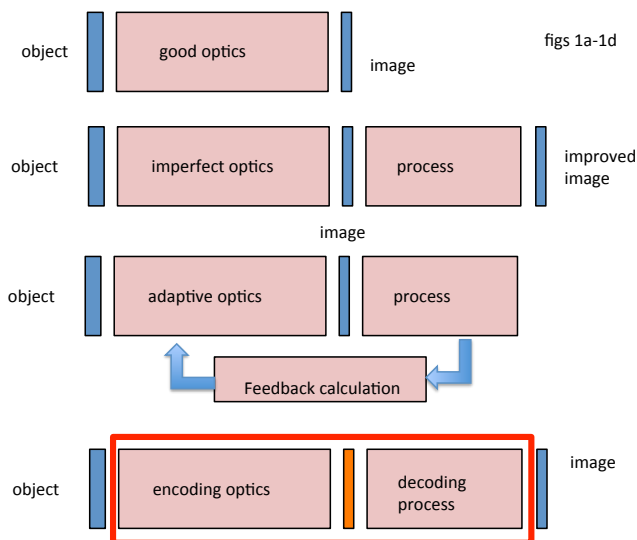 figs 1a-1d
object
good optics
image
object
imperfect optics
process
improved
image
image
object
adaptive optics
process
Feedback calculation
object
encoding optics
decoding
process
image